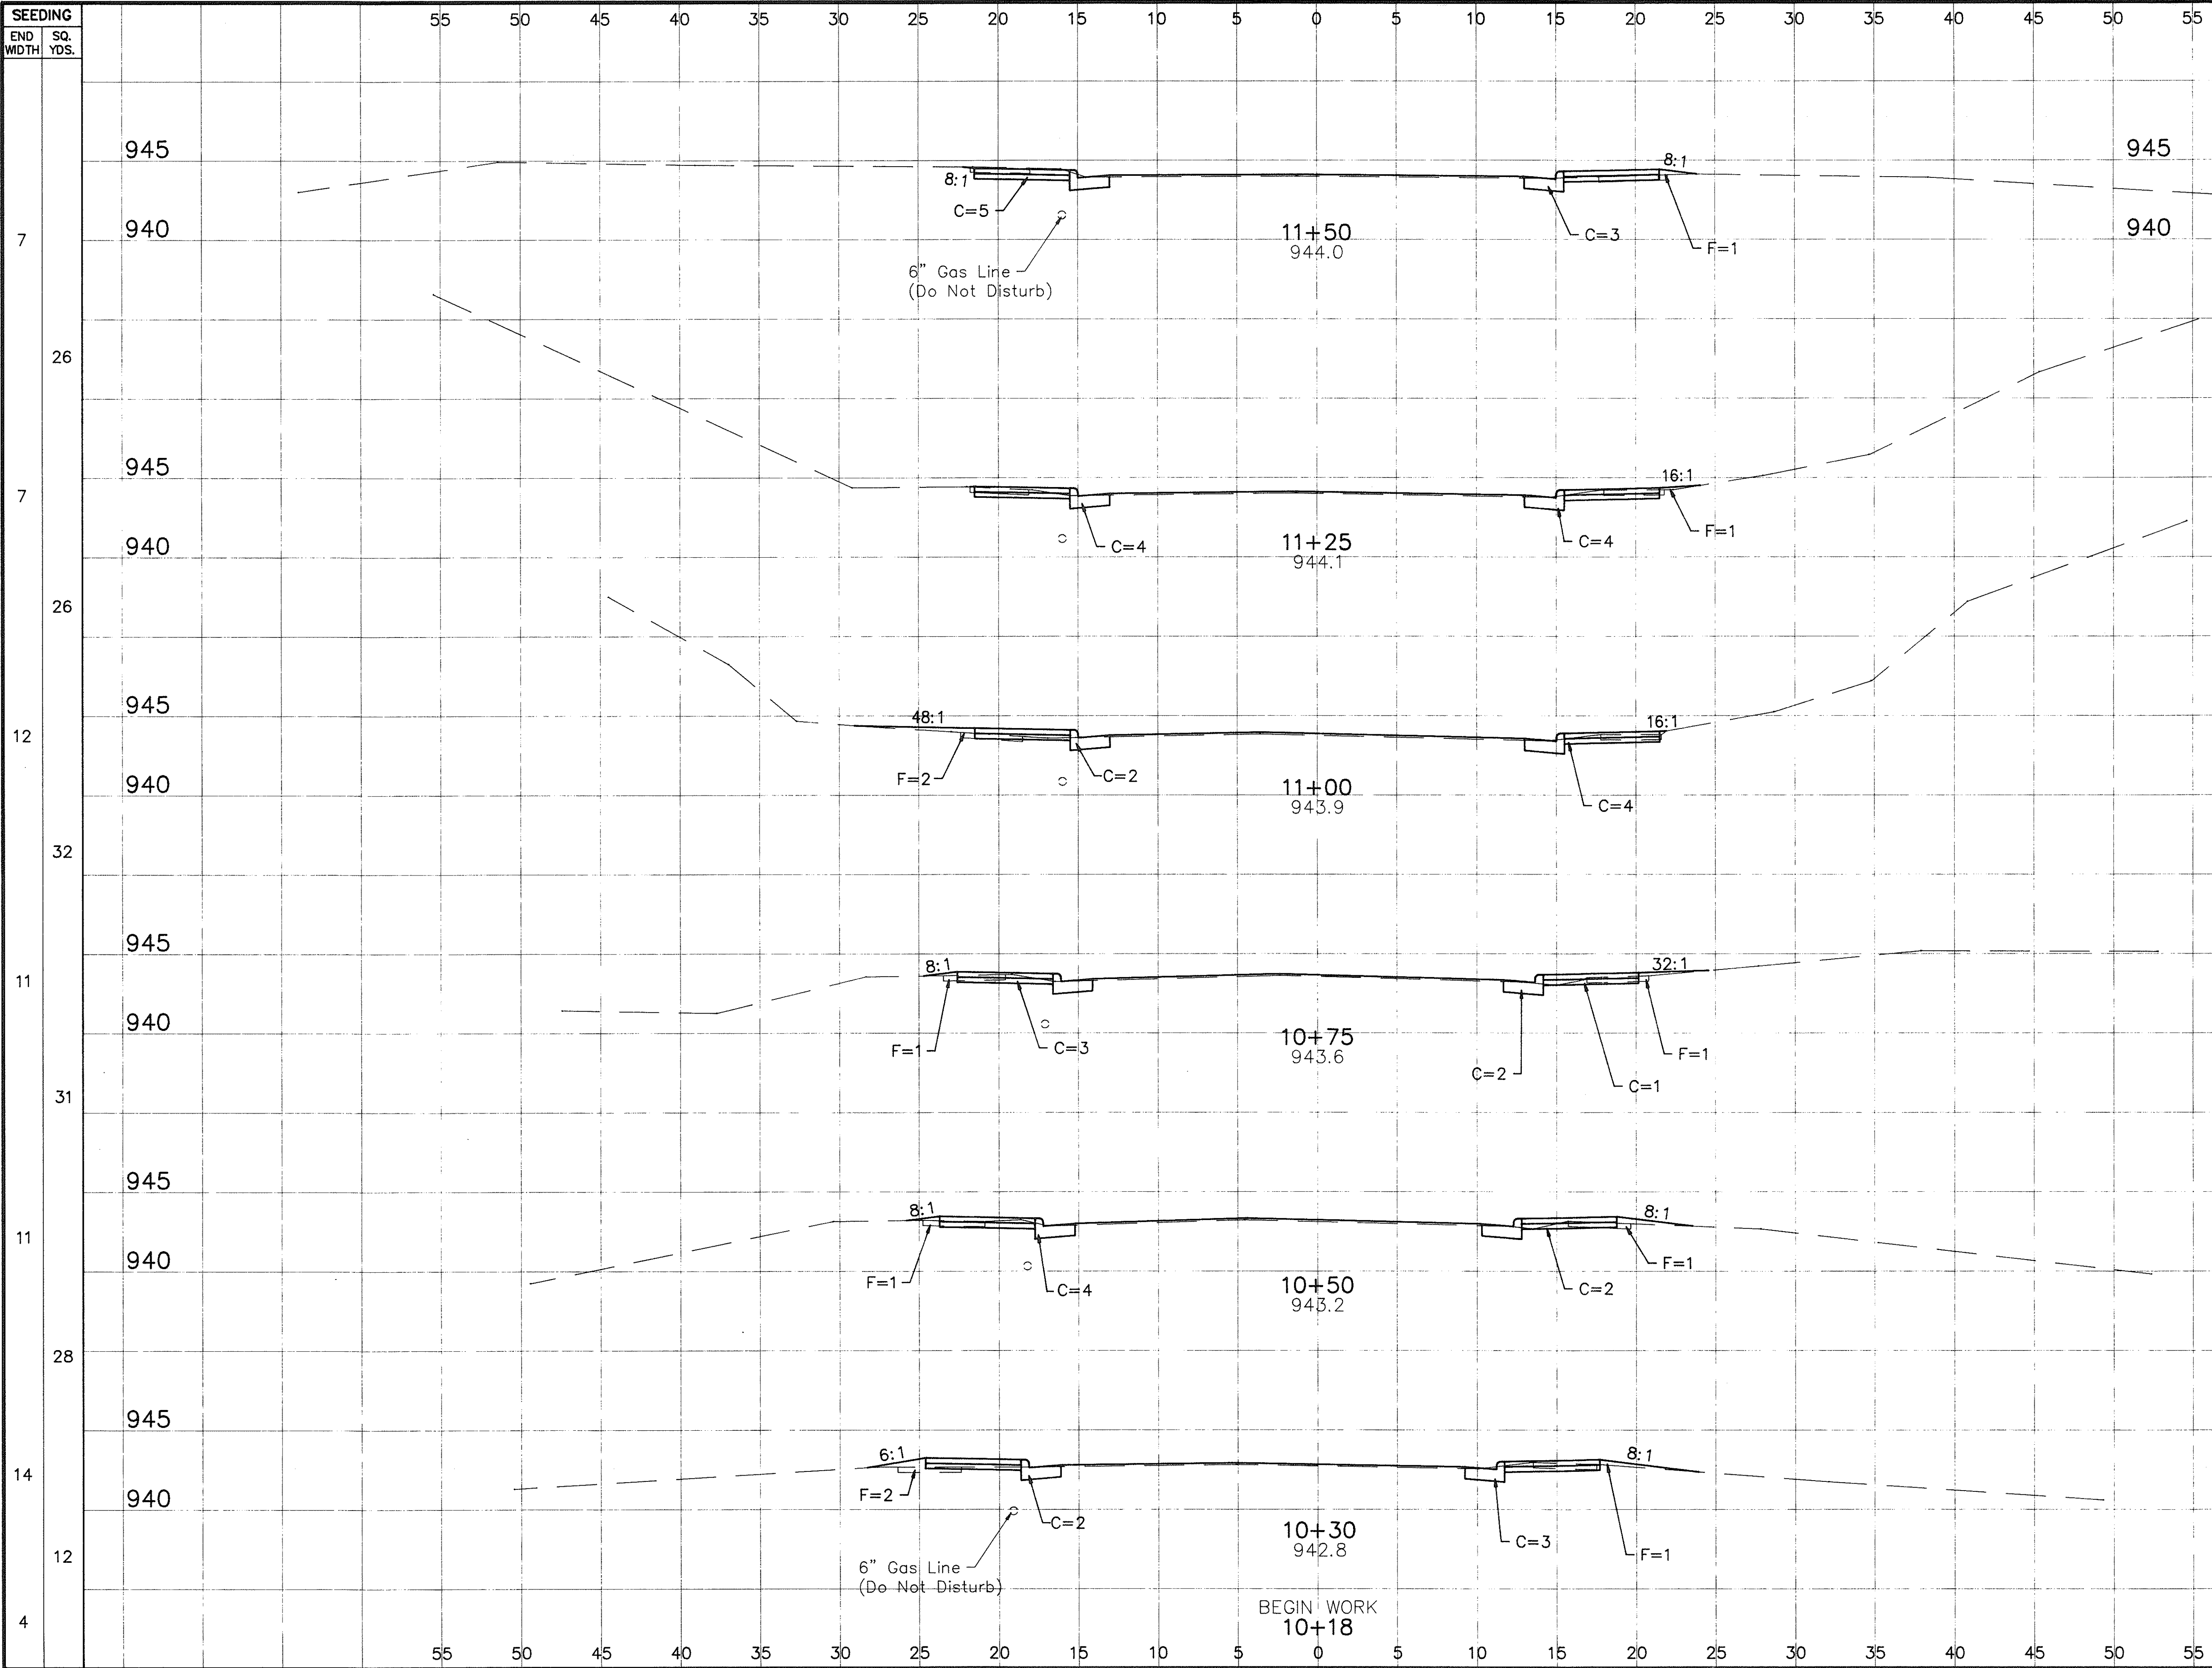 SEEDING
END WIDTH
SQ. YDS.
55 50 45 40 35 30 25 20 15 10 5 0 5 10 15 20 25 30 35 40 45 50 55
945
8:1
8:1
945
C=5
C=3
7
940
11+50
944.0
F=1
940
6" Gas Line
(Do Not Disturb)
26
945
16:1
7
C=4
C=4
F=1
940
11+25
944.1
26
945
48:1
16:1
12
F=2
C=2
C=4
940
11+00
943.9
32
945
8:1
32:1
11
940
F=1
C=3
10+75
943.6
C=2
C=1
F=1
31
945
8:1
8:1
11
940
F=1
C=4
10+50
943.2
C=2
F=1
28
945
6:1
8:1
14
F=2
C=2
940
10+30
942.8
C=3
F=1
12
6" Gas Line
(Do Not Disturb)
BEGIN WORK
10+18
4
55 50 45 40 35 30 25 20 15 10 5 0 5 10 15 20 25 30 35 40 45 50 55